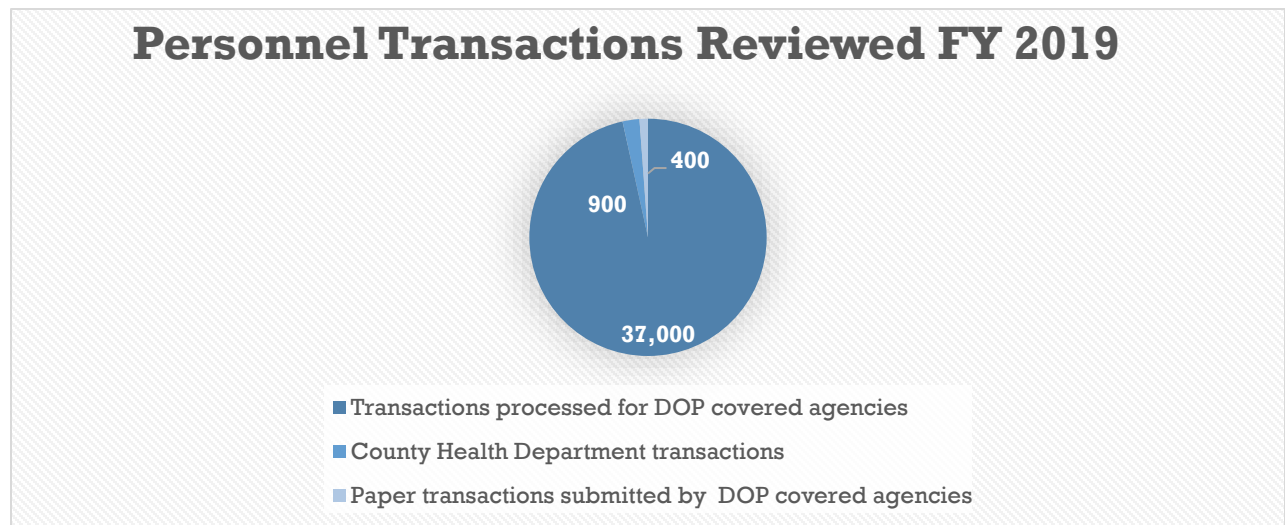 Personnel Transactions Reviewed FY 2019
400
900
37,000
Transactions processed for DOP covered agencies
County Health Department transactions
Paper transactions submitted by DOP covered agencies